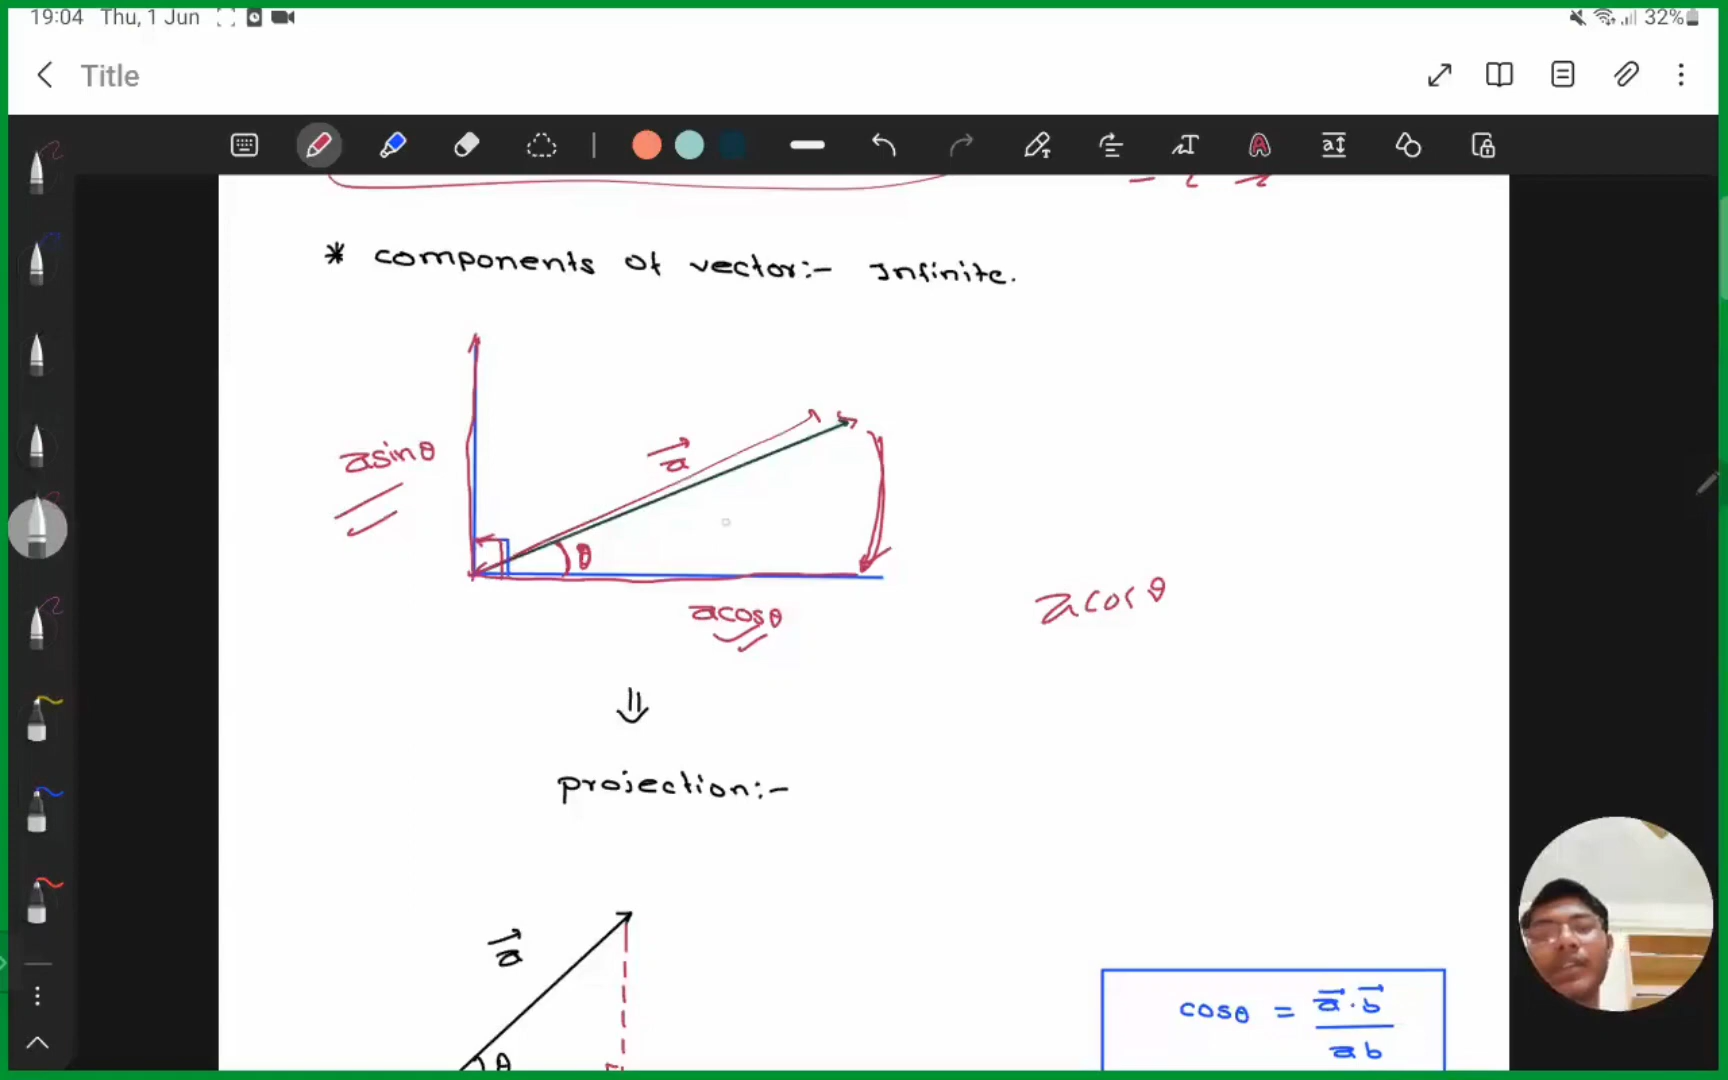 19:04 Thu, 1 Jun
32%
Title
* components of vector:- Infinite.
a⃗
asinθ
θ
acosθ
acosθ
⇓
projection:-
a⃗
θ
cosθ = a⃗·b⃗
ab